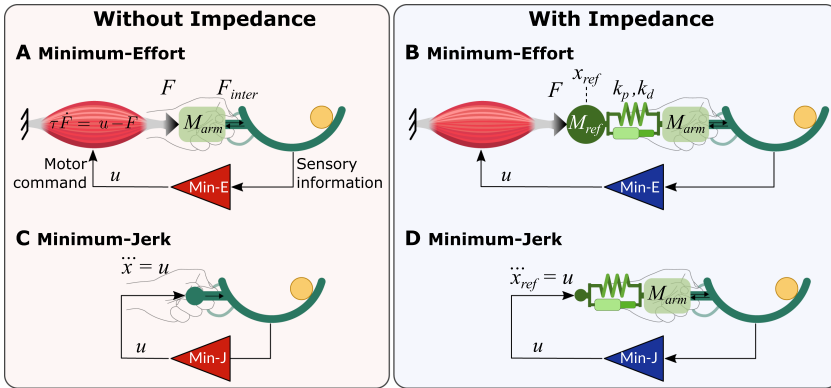 Without Impedance
A Minimum-Effort
F
F_inter
τḞ = u – F
M_arm
Motor
command
u
Min-E
Sensory
information
C Minimum-Jerk
x⃛ = u
u
Min-J
With Impedance
B Minimum-Effort
x_ref
F
k_p,k_d
M_ref
M_arm
u
Min-E
D Minimum-Jerk
x⃛_ref = u
M_arm
u
Min-J